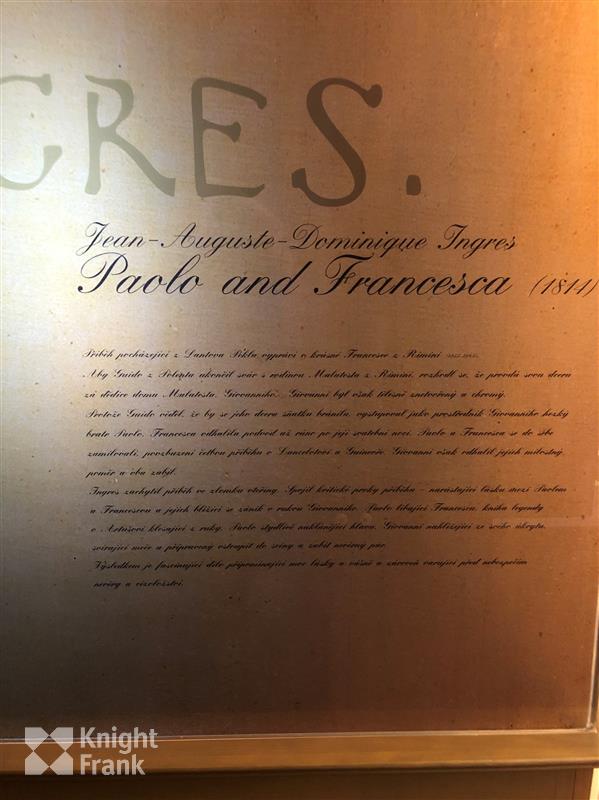 GRES.
Jean-Auguste-Dominique Ingres
Paolo and Francesca (1811)
Příběh pocházející z Dantova Pekla vypráví o krásné Francesce z Rimini
Aby Guido z Polenta ukončil svár s rodinou Malatesta z Rimini, rozhodl se, že provdá svou dceru
za dědice domu Malatesta, Giovanniho. Giovanni byl však tělesně znetvořený a chromý.
Protože Guido věděl, že by se jeho dcera sňatku bránila, vystupoval jako prostředník Giovanniho hezký
bratr Paolo. Francesca odhalila podvod až ráno po její svatební noci. Paolo a Francesca se do sebe
zamilovali, povzbuzeni četbou příběhu o Lancelotovi a Guineoře. Giovanni však odhalil jejich milostný
poměr a oba zabil.
Ingres zachytil příběh ve zlomku vteřiny. Spojil kritické prvky příběhu – narůstající lásku mezi Paolem
a Francescou a jejich blížící se zánik v rukou Giovanniho. Paolo líbající Francescu, kniha legendy
o Artušovi klesající z ruky, Paolo stydlivě naklánějící hlavu, Giovanni nakládející ze svého úkrytu,
svírající meč a připravený vstoupit do scény a zabít nevěrný pár.
Výsledkem je fascinující dílo připomínající moc lásky a vášně a zároveň varující před nebezpečím
nevěry a cizoložství.
Knight
Frank